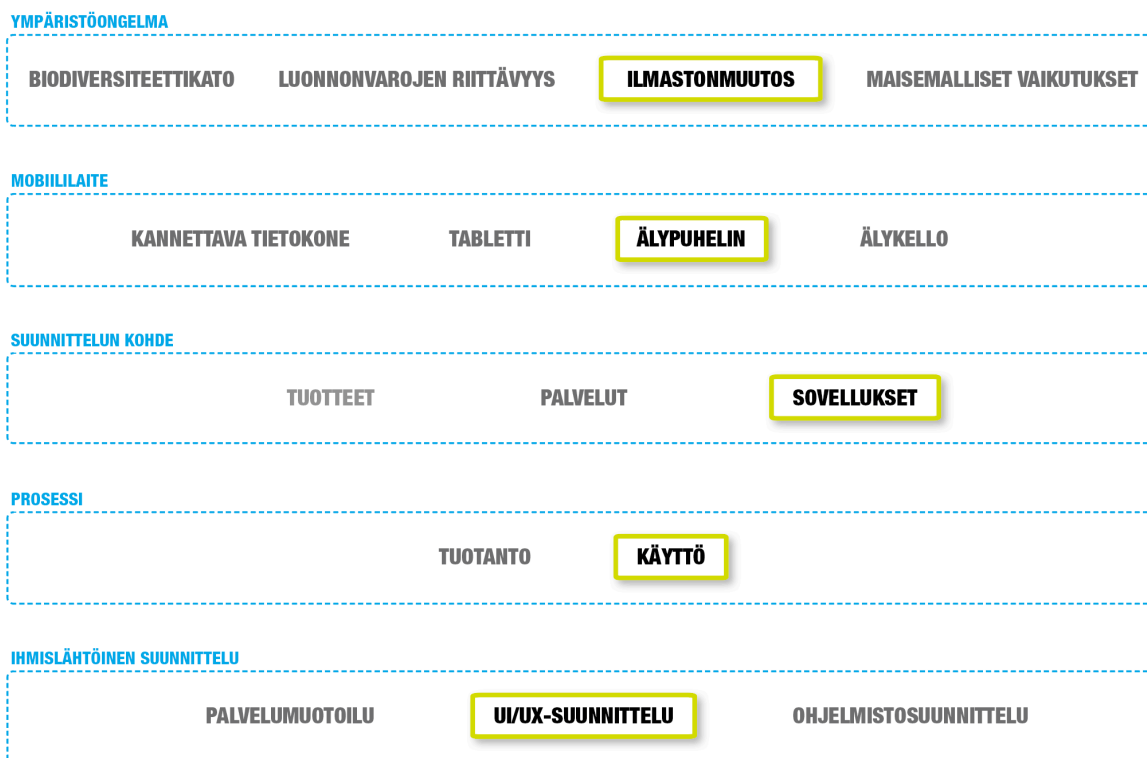 YMPÄRISTÖONGELMA
BIODIVERSITEETTIKATO LUONNONVAROJEN RIITTÄVYYS ILMASTONMUUTOS MAISEMALLISET VAIKUTUKSET
MOBIILILAITE
KANNETTAVA TIETOKONE TABLETTI ÄLYPUHELIN ÄLYKELLO
SUUNNITTELUN KOHDE
TUOTTEET PALVELUT SOVELLUKSET
PROSESSI
TUOTANTO KÄYTTÖ
IHMISLÄHTÖINEN SUUNNITTELU
PALVELUMUOTOILU UI/UX-SUUNNITTELU OHJELMISTOSUUNNITTELU